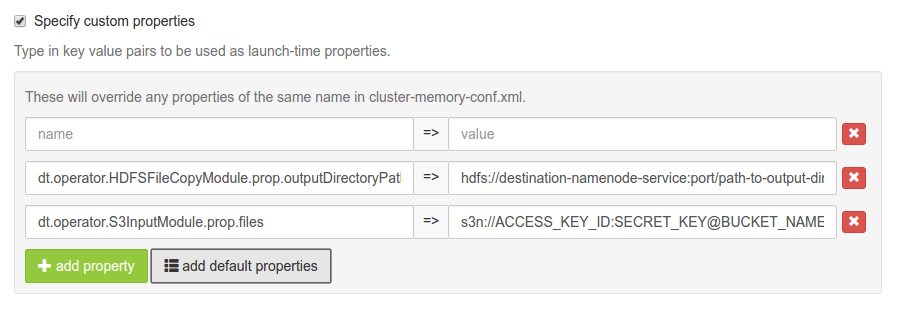 Specify custom properties
Type in key value pairs to be used as launch-time properties.
These will override any properties of the same name in cluster-memory-conf.xml.
name => value
dt.operator.HDFSFileCopyModule.prop.outputDirectoryPath => hdfs://destination-namenode-service:port/path-to-output-dir
dt.operator.S3InputModule.prop.files => s3n://ACCESS_KEY_ID:SECRET_KEY@BUCKET_NAME
add property add default properties